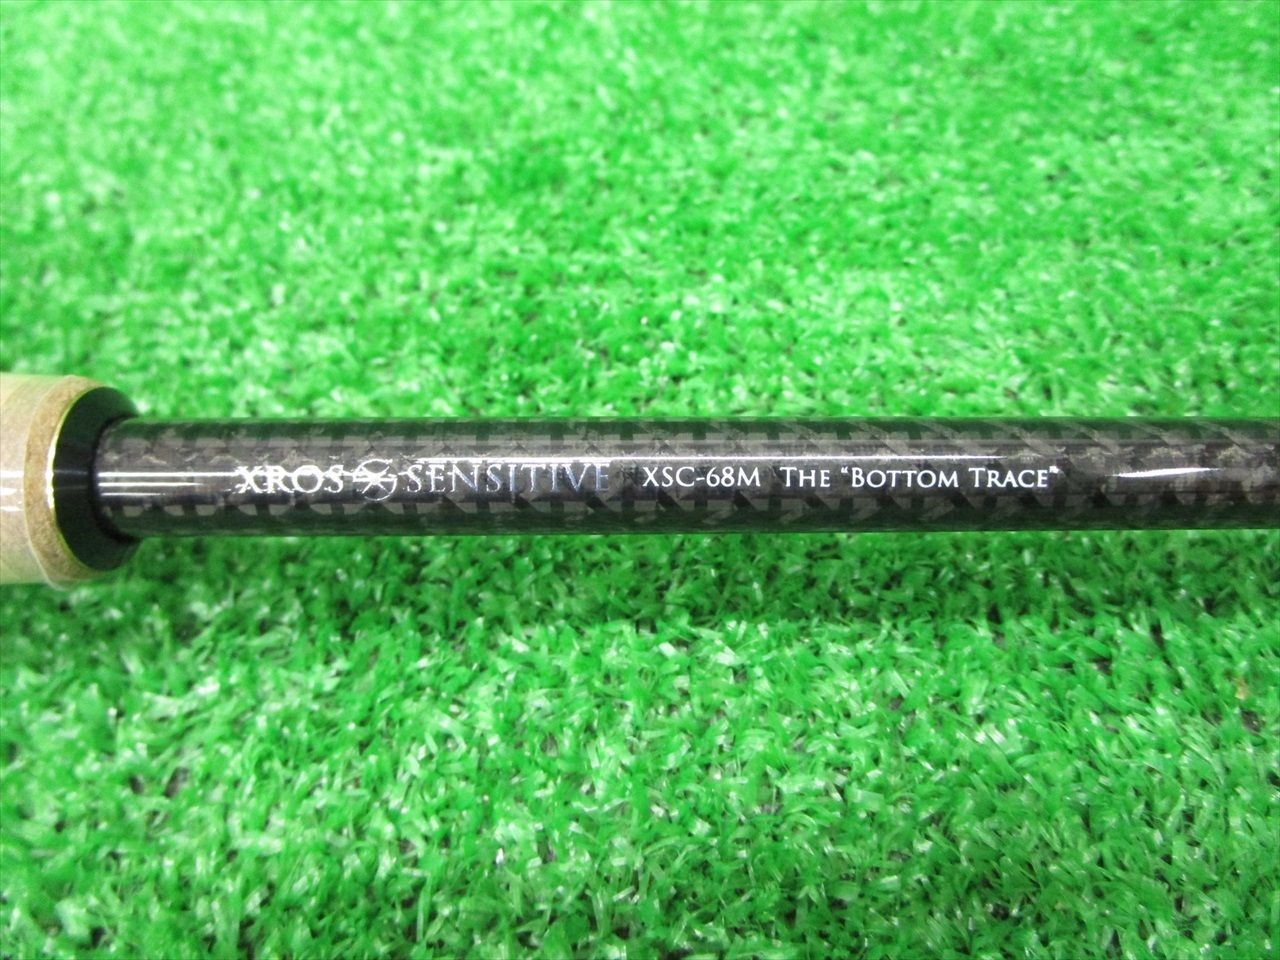 XROS SENSITIVE XSC-68M THE "BOTTOM TRACE"